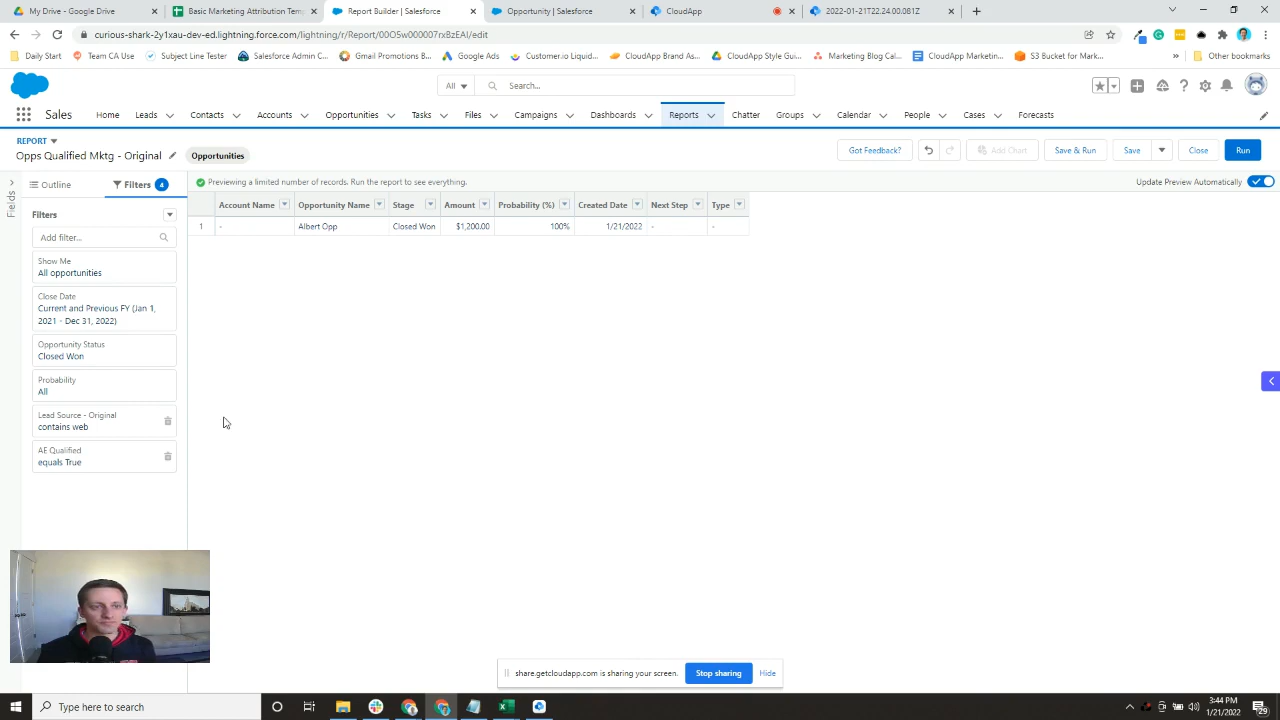 My Drive - Google Drive
Basic Marketing Attribution Temp
Report Builder | Salesforce
Opportunity | Salesforce
CloudApp
2022-01-21T22.24.00.081Z
curious-shark-2y1xau-dev-ed.lightning.force.com/lightning/r/Report/00O5w000007rxBzEAI/edit
Daily Start
Team CA Use
Subject Line Tester
Salesforce Admin C...
Gmail Promotions B...
Google Ads
Customer.io Liquid...
CloudApp Brand As...
CloudApp Style Gui...
Marketing Blog Cal...
CloudApp Marketin...
S3 Bucket for Mark...
Other bookmarks
All
Search...
Sales
Home
Leads
Contacts
Accounts
Opportunities
Tasks
Files
Campaigns
Dashboards
Reports
Chatter
Groups
Calendar
People
Cases
Forecasts
REPORT
Opps Qualified Mktg - Original
Opportunities
Got Feedback?
Add Chart
Save & Run
Save
Close
Run
Fields
Outline
Filters 4
Previewing a limited number of records. Run the report to see everything.
Update Preview Automatically
Filters
Add filter...
Show Me
All opportunities
Close Date
Current and Previous FY (Jan 1,
2021 - Dec 31, 2022)
Opportunity Status
Closed Won
Probability
All
Lead Source - Original
contains web
AE Qualified
equals True
Account Name
Opportunity Name
Stage
Amount
Probability (%)
Created Date
Next Step
Type
1 - Albert Opp Closed Won $1,200.00 100% 1/21/2022 - -
share.getcloudapp.com is sharing your screen.
Stop sharing
Hide
Type here to search
3:44 PM
1/21/2022
29